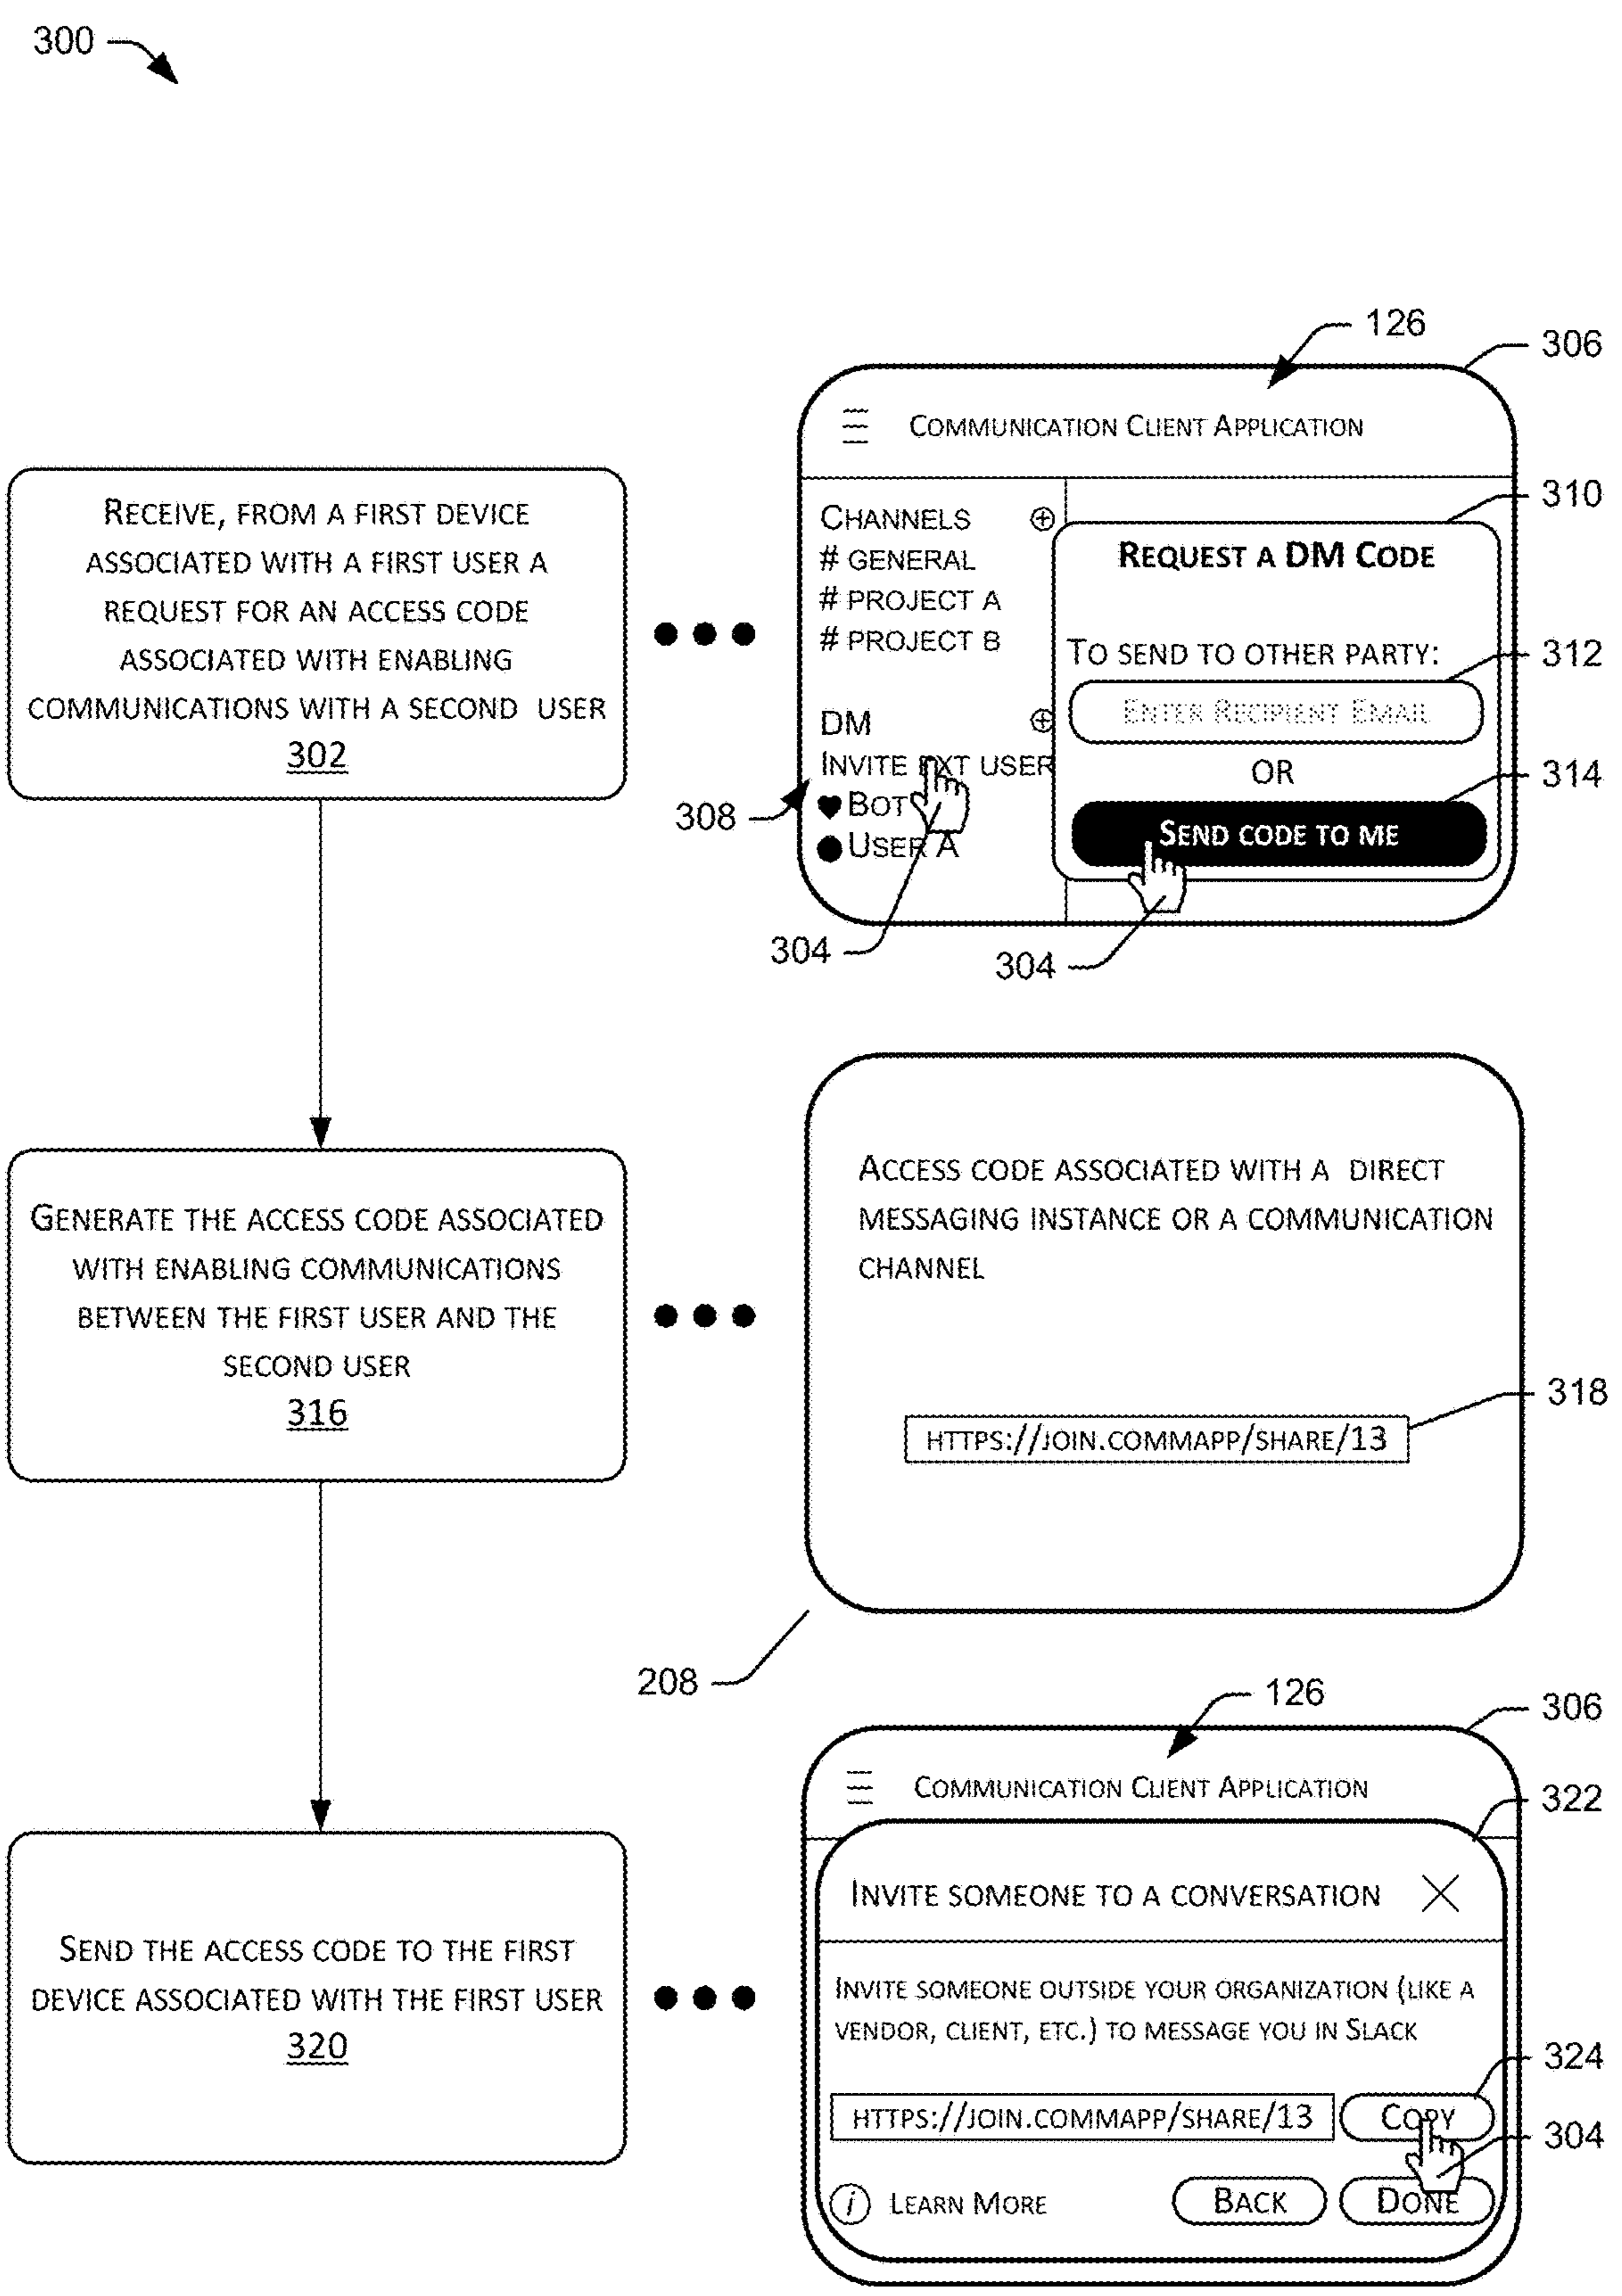 300
126
306
COMMUNICATION CLIENT APPLICATION
RECEIVE, FROM A FIRST DEVICE
ASSOCIATED WITH A FIRST USER A
REQUEST FOR AN ACCESS CODE
ASSOCIATED WITH ENABLING
COMMUNICATIONS WITH A SECOND USER
302
CHANNELS
# GENERAL
# PROJECT A
# PROJECT B
DM
INVITE EXT USER
BOT
USER A
308
304
310
REQUEST A DM CODE
TO SEND TO OTHER PARTY:
312
ENTER RECIPIENT EMAIL
OR
314
SEND CODE TO ME
304
GENERATE THE ACCESS CODE ASSOCIATED
WITH ENABLING COMMUNICATIONS
BETWEEN THE FIRST USER AND THE
SECOND USER
316
ACCESS CODE ASSOCIATED WITH A DIRECT
MESSAGING INSTANCE OR A COMMUNICATION
CHANNEL
318
HTTPS://JOIN.COMMAPP/SHARE/13
208
126
306
COMMUNICATION CLIENT APPLICATION
322
SEND THE ACCESS CODE TO THE FIRST
DEVICE ASSOCIATED WITH THE FIRST USER
320
INVITE SOMEONE TO A CONVERSATION
INVITE SOMEONE OUTSIDE YOUR ORGANIZATION (LIKE A
VENDOR, CLIENT, ETC.) TO MESSAGE YOU IN SLACK
324
HTTPS://JOIN.COMMAPP/SHARE/13
COPY
304
i
LEARN MORE
BACK
DONE